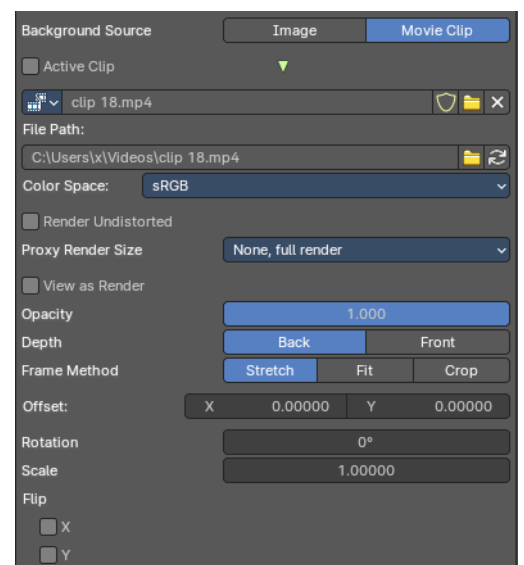 Background Source Image Movie Clip
Active Clip
clip 18.mp4
File Path:
C:\Users\x\Videos\clip 18.mp4
Color Space: sRGB
Render Undistorted
Proxy Render Size None, full render
View as Render
Opacity 1.000
Depth Back Front
Frame Method Stretch Fit Crop
Offset: X 0.00000 Y 0.00000
Rotation 0°
Scale 1.00000
Flip
X
Y